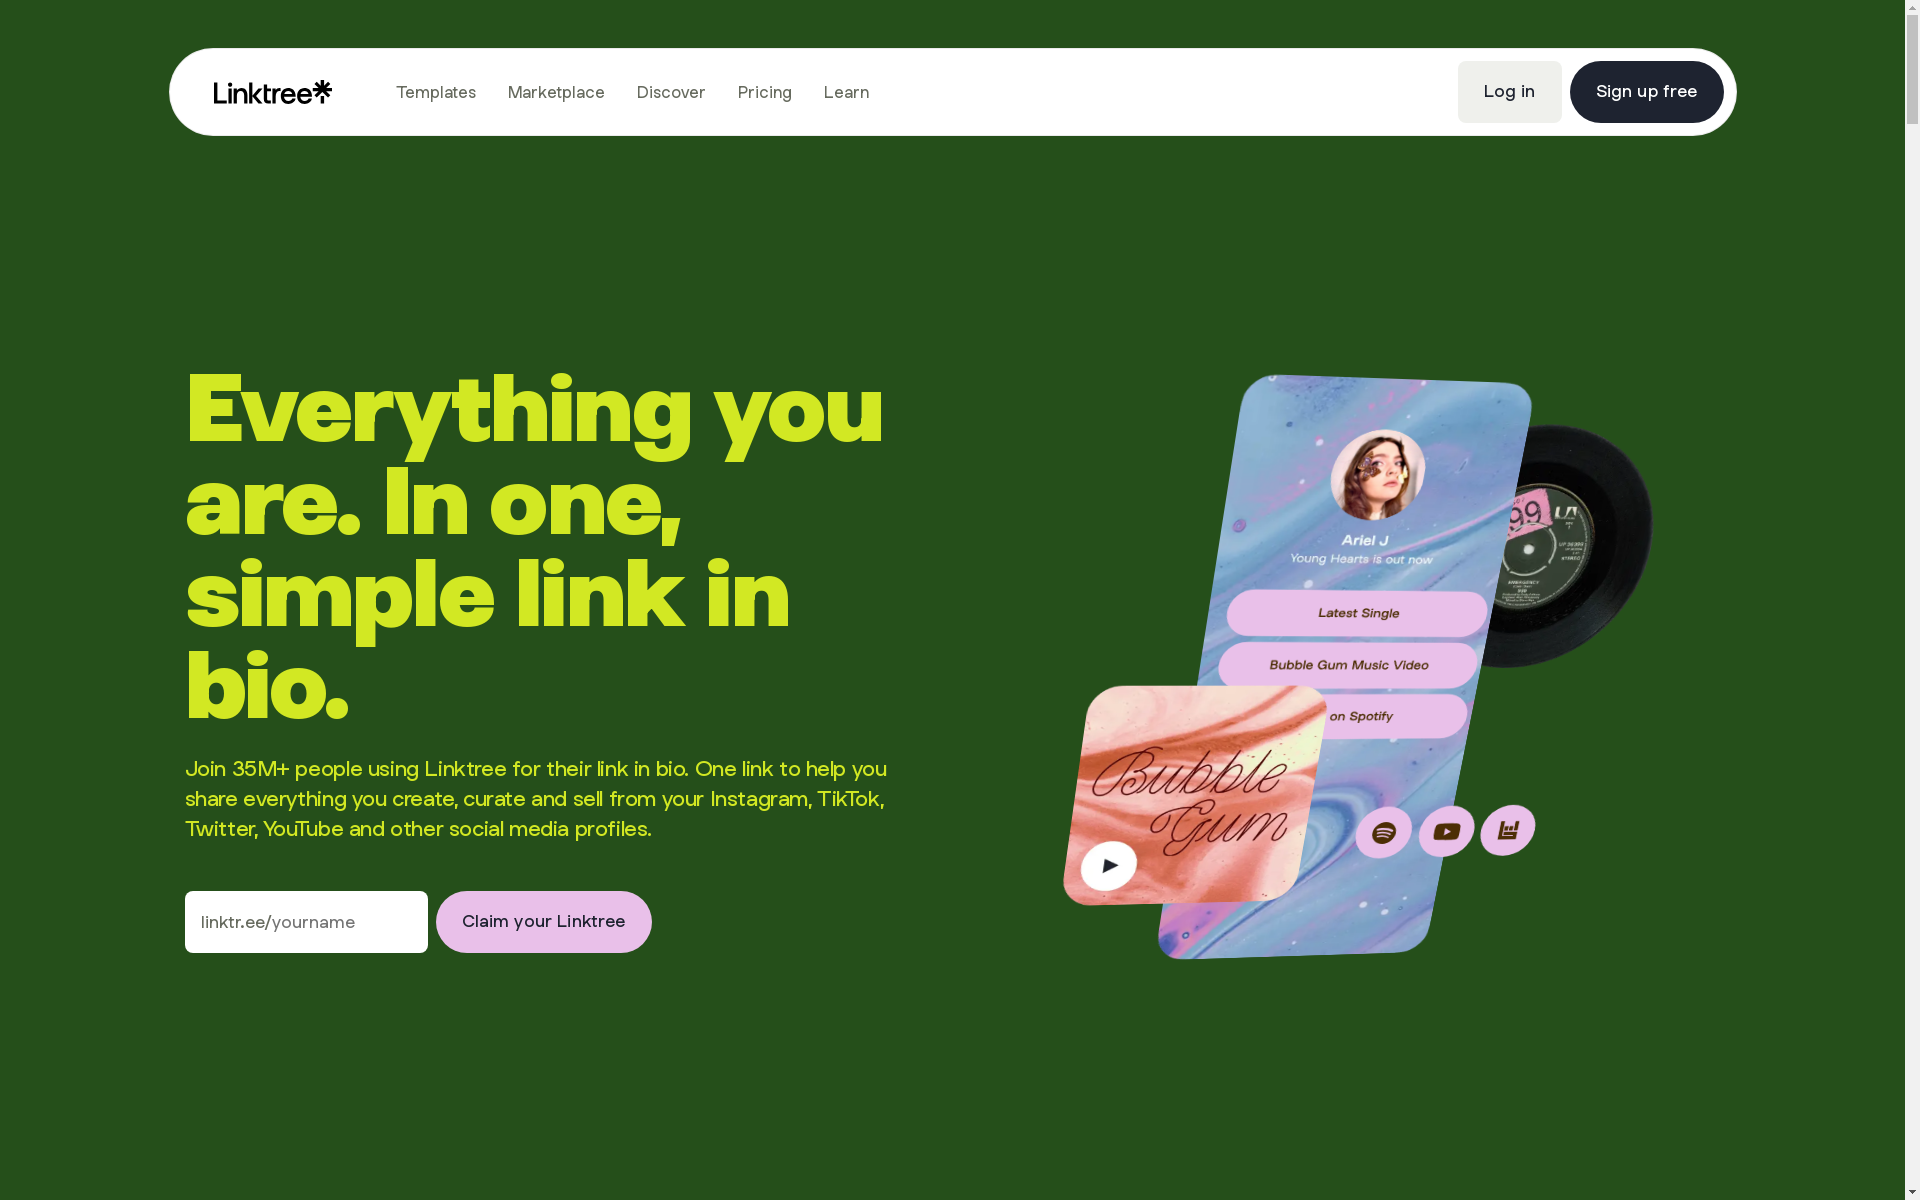 Linktree
Templates
Marketplace
Discover
Pricing
Learn
Log in
Sign up free
Everything you
are. In one,
simple link in
bio.
Join 35M+ people using Linktree for their link in bio. One link to help you
share everything you create, curate and sell from your Instagram, TikTok,
Twitter, YouTube and other social media profiles.
linktr.ee/yourname
Claim your Linktree
Ariel J
Young Hearts is out now
Latest Single
Bubble Gum Music Video
on Spotify
Bubble
Gum
99